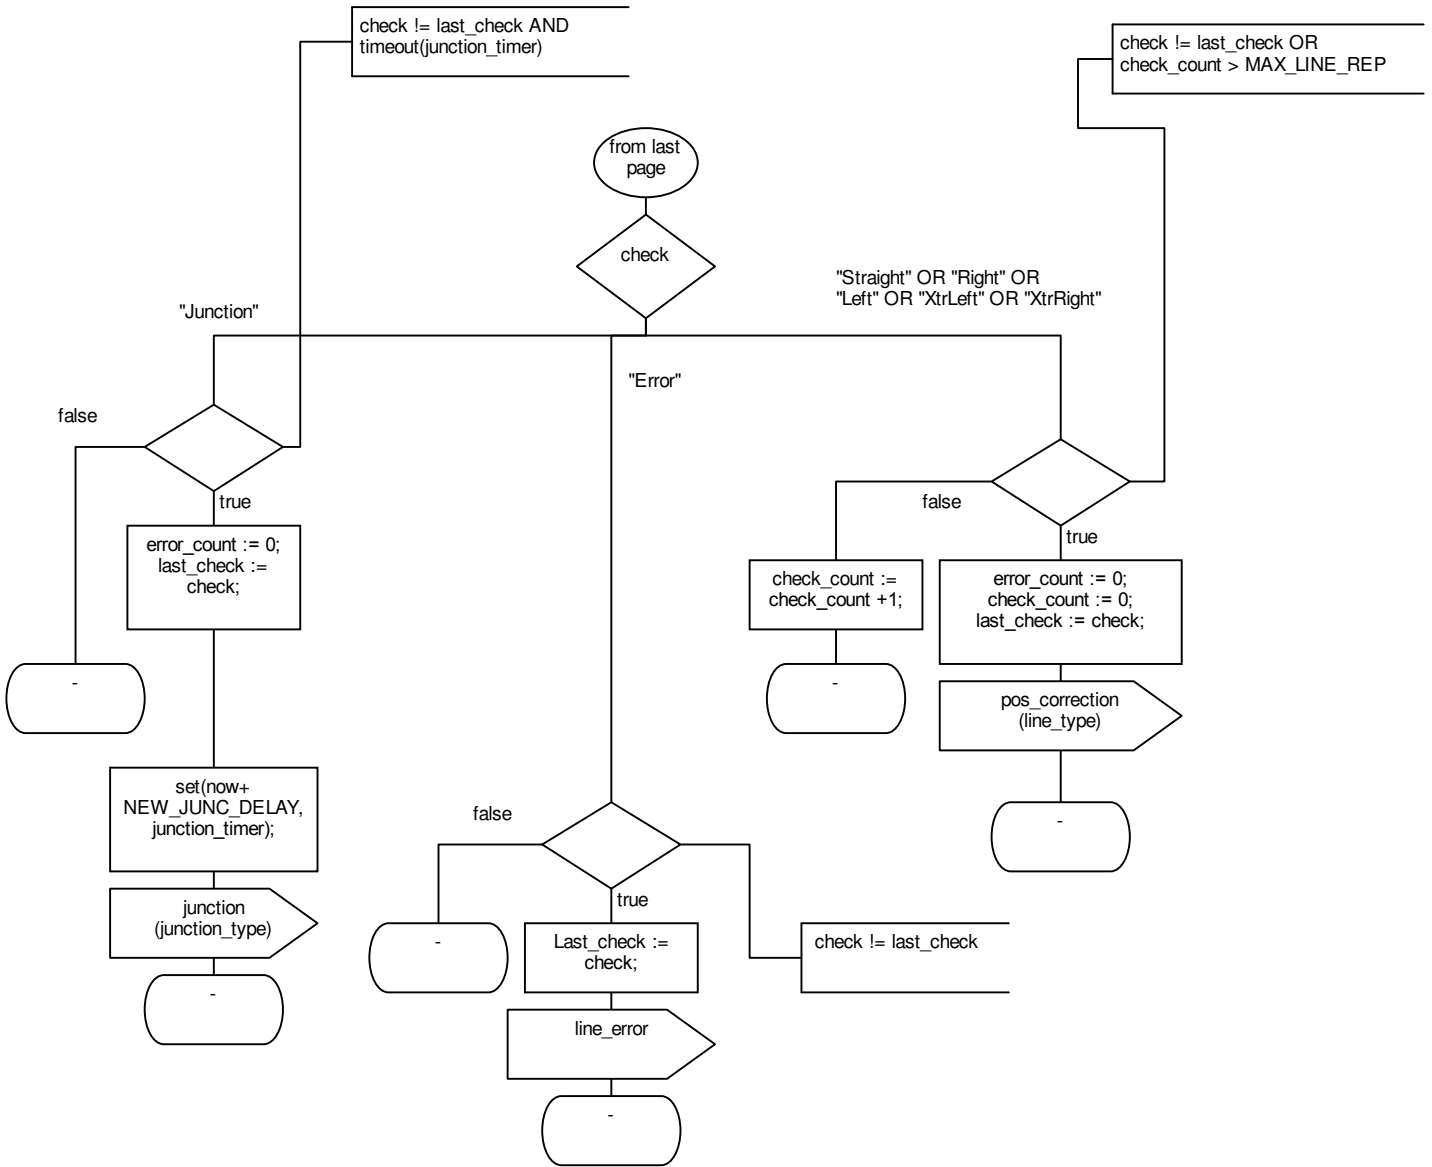 check != last_check AND
timeout(junction_timer)
check != last_check OR
check_count > MAX_LINE_REP
from last
page
check
"Straight" OR "Right" OR
"Left" OR "XtrLeft" OR "XtrRight"
"Junction"
"Error"
false
true
error_count := 0;
last_check :=
check;
-
set(now+
NEW_JUNC_DELAY,
junction_timer);
junction
(junction_type)
-
false
true
Last_check :=
check;
check != last_check
-
line_error
-
false
true
check_count :=
check_count +1;
-
error_count := 0;
check_count := 0;
last_check := check;
pos_correction
(line_type)
-